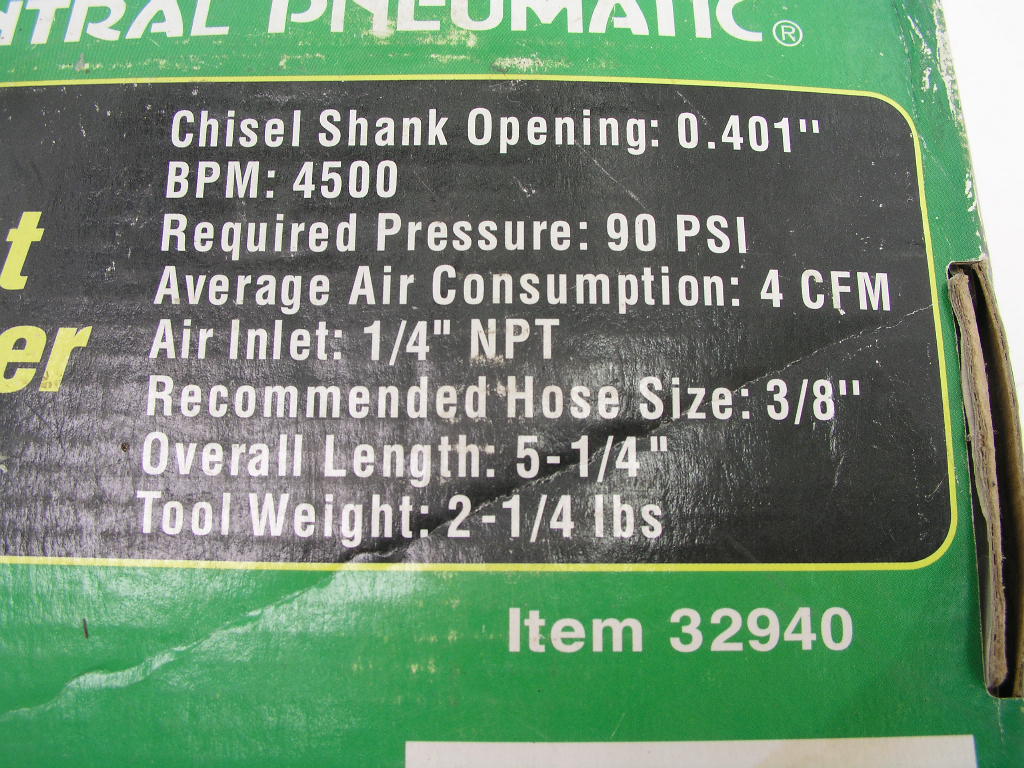 NTRAL PNEUMATIC®
Chisel Shank Opening: 0.401"
BPM: 4500
Required Pressure: 90 PSI
t
Average Air Consumption: 4 CFM
Air Inlet: 1/4" NPT
er
Recommended Hose Size: 3/8"
Overall Length: 5-1/4"
Tool Weight: 2-1/4 lbs
Item 32940